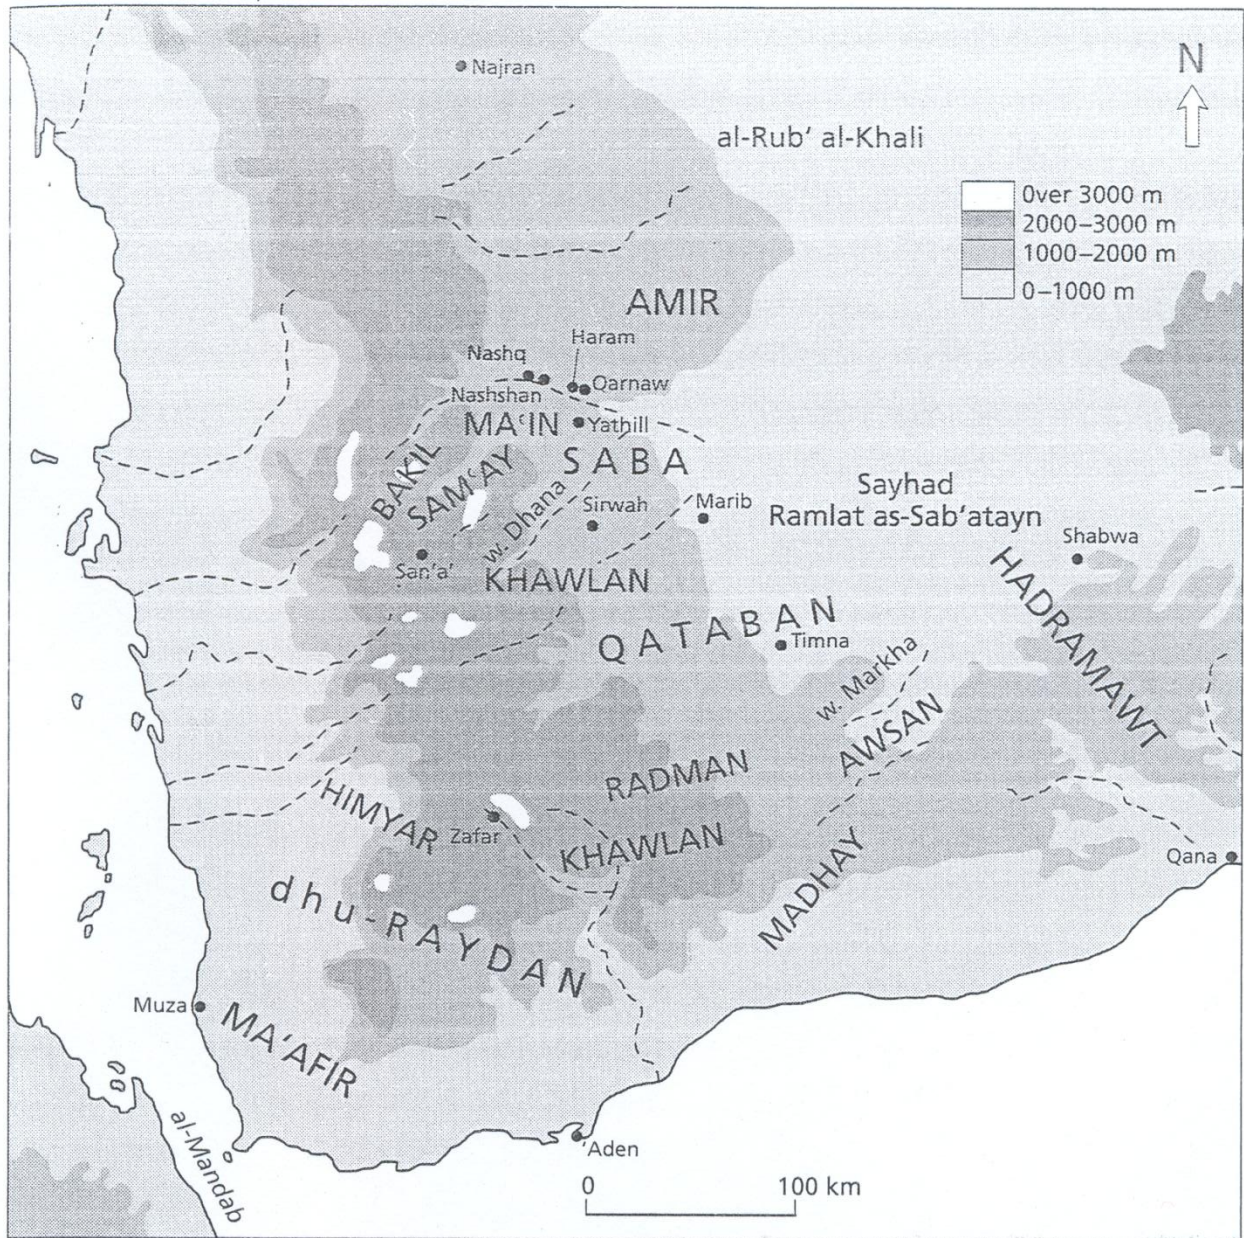 Najran
N
al-Rub‘ al-Khali
Over 3000 m
2000–3000 m
1000–2000 m
0–1000 m
AMIR
Haram
Nashq
Qarnaw
Nashshan
MA‘IN
Yathill
BAKIL
SAM‘AY
SABA
w. Dhana
Sirwah
Marib
Sayhad
Ramlat as-Sab‘atayn
Shabwa
San‘a’
KHAWLAN
HADRAMAWT
QATABAN
Timna
w. Markha
AWSAN
RADMAN
HIMYAR
Zafar
KHAWLAN
MADHAY
Qana
dhu-RAYDAN
Muza
MA‘AFIR
al-Mandab
‘Aden
0 100 km